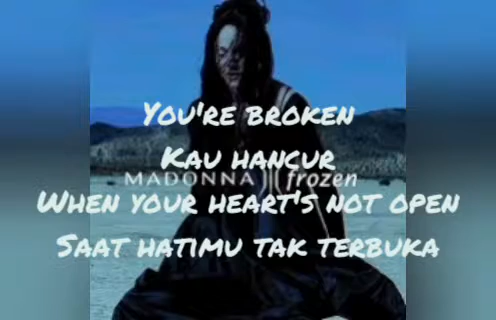 You're broken
Kau hancur
MADONNA frozen
When your heart's not open
Saat hatimu tak terbuka